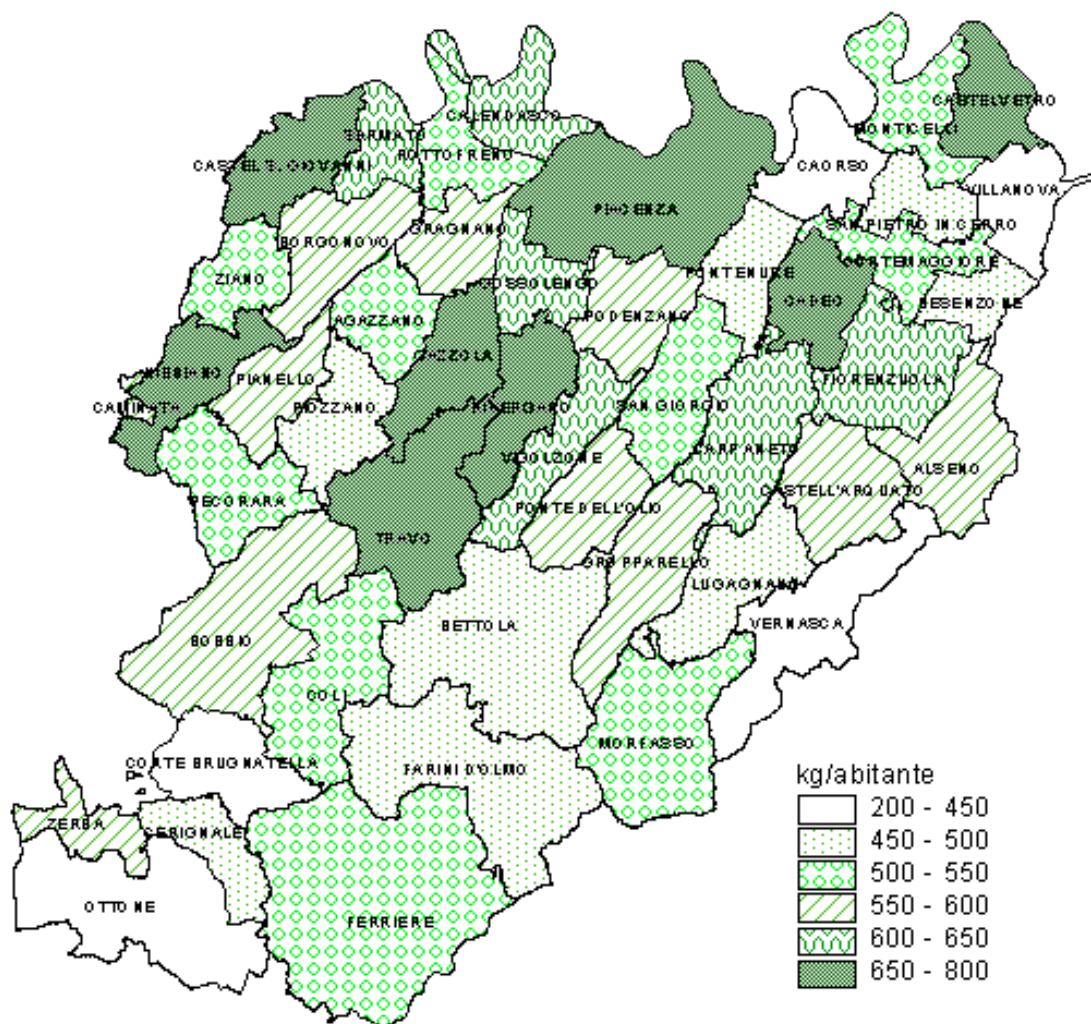 CASTELVETRO
CALENDASCO
SARMATO
MONTICELLI
ROTTOFRENO
CASTEL S. GIOVANNI
CAORSO
VILLANOVA
PIACENZA
SAN PIETRO IN CERRO
GRAGNANO
BORGONOVO
CORTEMAGGIORE
ZIANO
PONTENURE
GOSSOLENGO
CADEO
BESENZONE
PODENZANO
AGAZZANO
GAZZOLA
NIBBIANO
PIANELLO
FIORENZUOLA
CAMINATA
PIOZZANO
RIVERGARO
SAN GIORGIO
CARPANETO
VIGOLZONE
ALSENO
CASTELL'ARQUATO
PECORARA
PONTE DELL'OLIO
TRAVO
GROPPARELLO
LUGAGNANO
BETTOLA
VERNASCA
BOBBIO
COLI
MORFASSO
CORTE BRUGNATELLA
FARINI D'OLMO
ZERBA
CERIGNALE
OTTONE
FERRIERE
kg/abitante
200 - 450
450 - 500
500 - 550
550 - 600
600 - 650
650 - 800